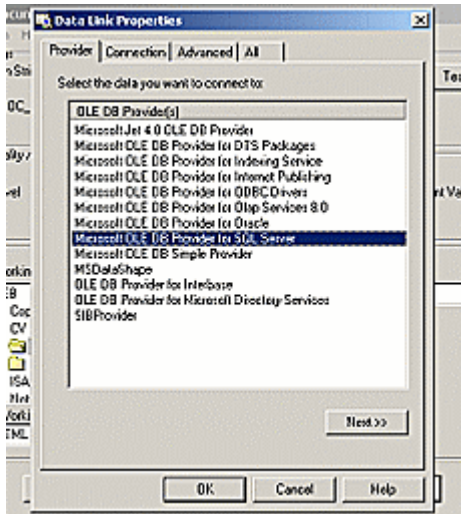 Data Link Properties
Provider Connection Advanced All
Select the data you want to connect to:
OLE DB Provider(s)
Microsoft Jet 4.0 OLE DB Provider
Microsoft OLE DB Provider for DTS Packages
Microsoft OLE DB Provider for Indexing Service
Microsoft OLE DB Provider for Internet Publishing
Microsoft OLE DB Provider for ODBC Drivers
Microsoft OLE DB Provider for Olap Services 8.0
Microsoft OLE DB Provider for Oracle
Microsoft OLE DB Provider for SQL Server
Microsoft OLE DB Simple Provider
MSDataShape
OLE DB Provider for Interbase
OLE DB Provider for Microsoft Directory Services
SIBProvider
Next >>
OK Cancel Help